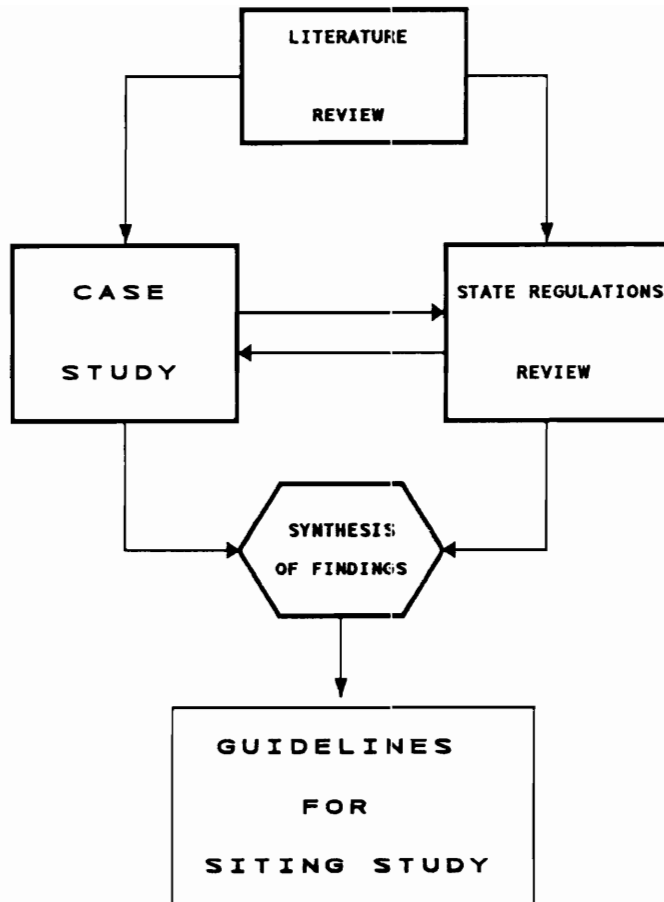 LITERATURE
REVIEW
CASE
STUDY
STATE REGULATIONS
REVIEW
SYNTHESIS
OF FINDINGS
GUIDELINES
FOR
SITING STUDY